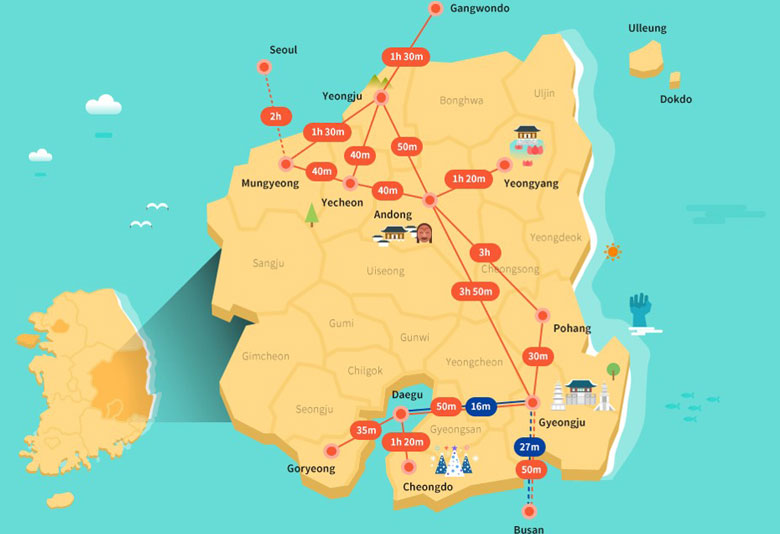 Gangwondo
Ulleung
Seoul
1h 30m
Yeongju
Bonghwa
Uljin
Dokdo
2h
1h 30m
40m
50m
40m
1h 20m
Mungyeong
Yecheon
40m
Yeongyang
Andong
Yeongdeok
3h
Sangju
Uiseong
Cheongsong
3h 50m
Gumi
Pohang
Gunwi
Gimcheon
30m
Chilgok
Yeongcheon
Daegu
50m
16m
Seongju
Gyeongju
35m
Gyeongsan
1h 20m
27m
Goryeong
50m
Cheongdo
Busan